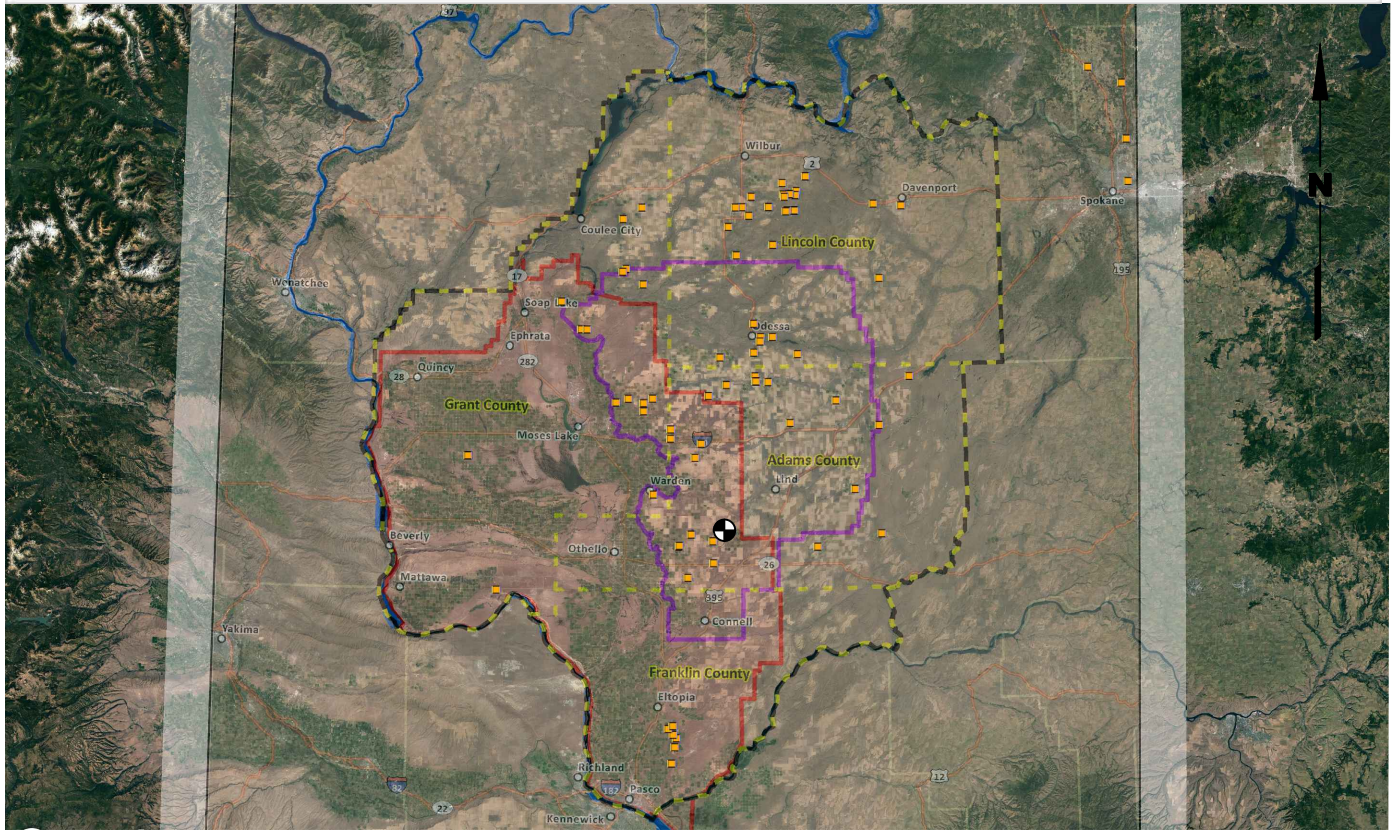 97
Wilbur
2
Davenport
Spokane
Coulee City
Lincoln County
195
17
Wenatchee
Soap Lake
Odessa
Ephrata
282
28
Quincy
Grant County
Moses Lake
Adams County
Warden
Lind
Beverly
Othello
26
Mattawa
395
Connell
Yakima
Franklin County
Eltopia
Richland
12
82
182
Pasco
22
Kennewick
N